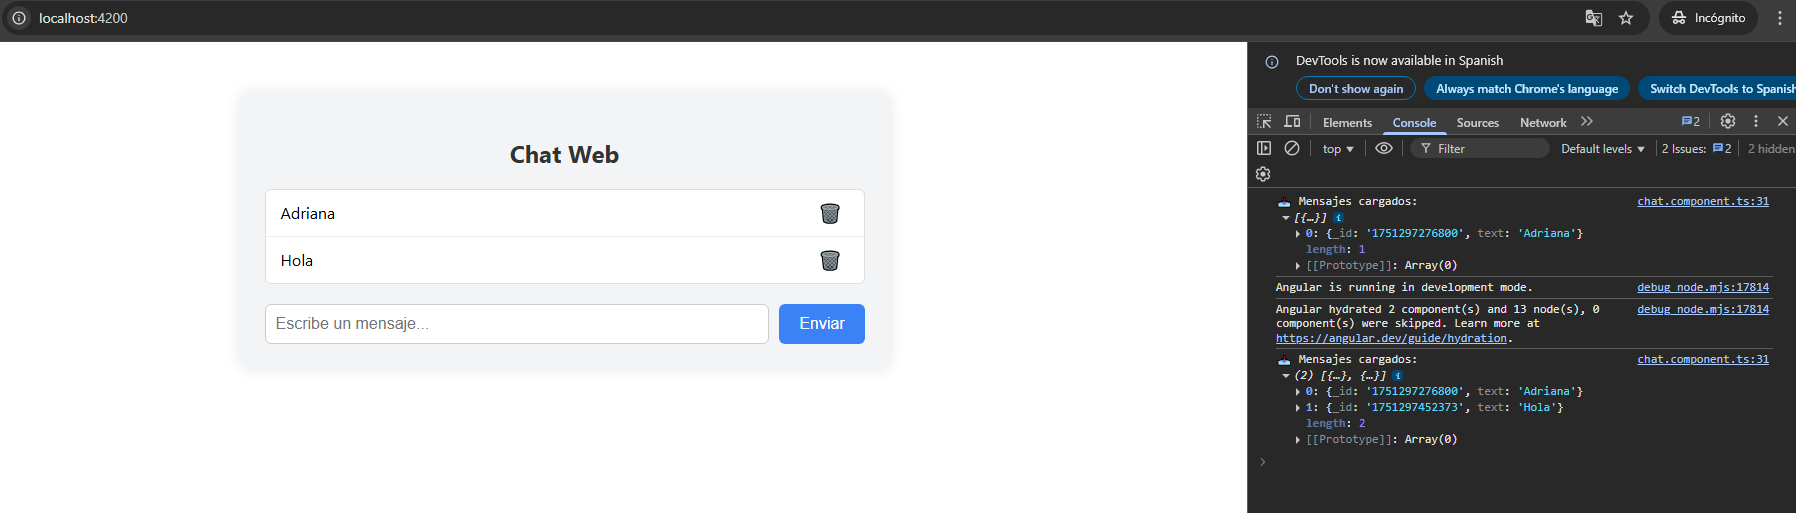 localhost:4200
Incógnito
Chat Web
Adriana
Hola
Escribe un mensaje...
Enviar
DevTools is now available in Spanish
Don't show again
Always match Chrome's language
Switch DevTools to Spanish
Elements
Console
Sources
Network
2
top
Filter
Default levels
2 Issues:
2
2 hidden
Mensajes cargados:
chat.component.ts:31
[{…}]
0: {_id: '1751297276800', text: 'Adriana'}
length: 1
[[Prototype]]: Array(0)
Angular is running in development mode.
debug_node.mjs:17814
Angular hydrated 2 component(s) and 13 node(s), 0
debug_node.mjs:17814
component(s) were skipped. Learn more at
https://angular.dev/guide/hydration.
Mensajes cargados:
chat.component.ts:31
(2) [{…}, {…}]
0: {_id: '1751297276800', text: 'Adriana'}
1: {_id: '1751297452373', text: 'Hola'}
length: 2
[[Prototype]]: Array(0)